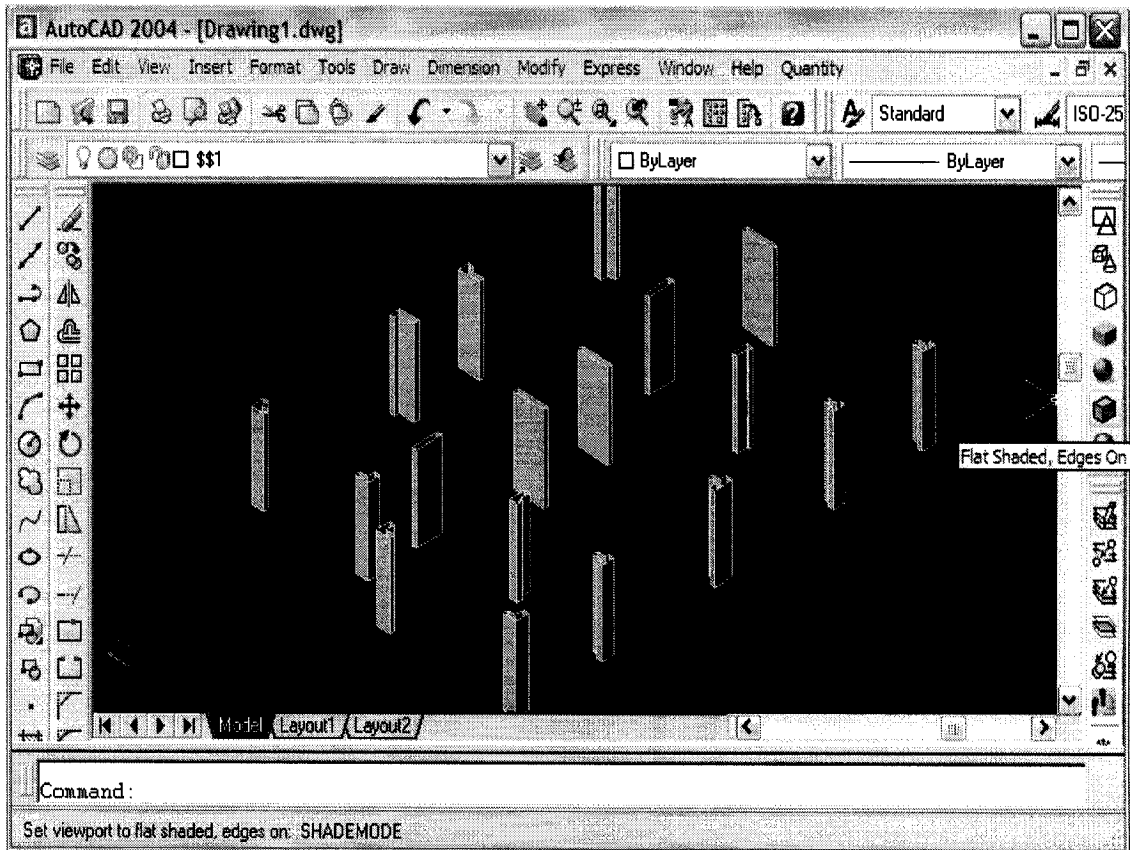 AutoCAD 2004 - [Drawing1.dwg]
File Edit View Insert Format Tools Draw Dimension Modify Express Window Help Quantity
Standard ISO-25
$$1 ByLayer ByLayer
Flat Shaded, Edges On
Model Layout1 Layout2
Command:
Set viewport to flat shaded, edges on: SHADEMODE